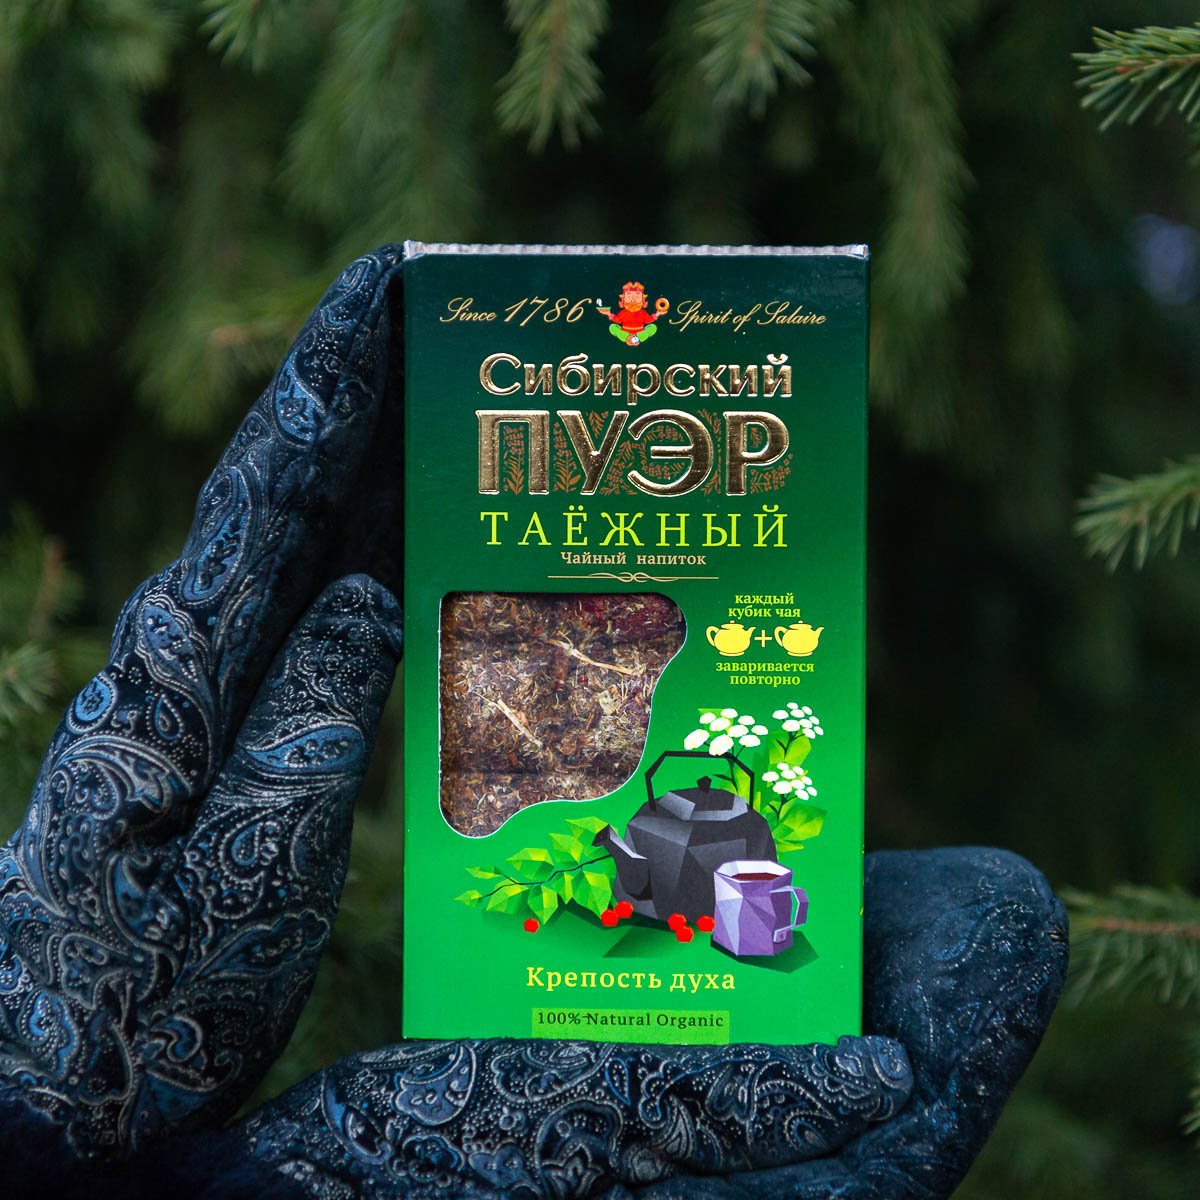 Since 1786 Spirit of Salaire
Сибирский
ПУЭР
ТАЁЖНЫЙ
Чайный напиток
каждый
кубик чая
+
заваривается
повторно
Крепость духа
100% Natural Organic